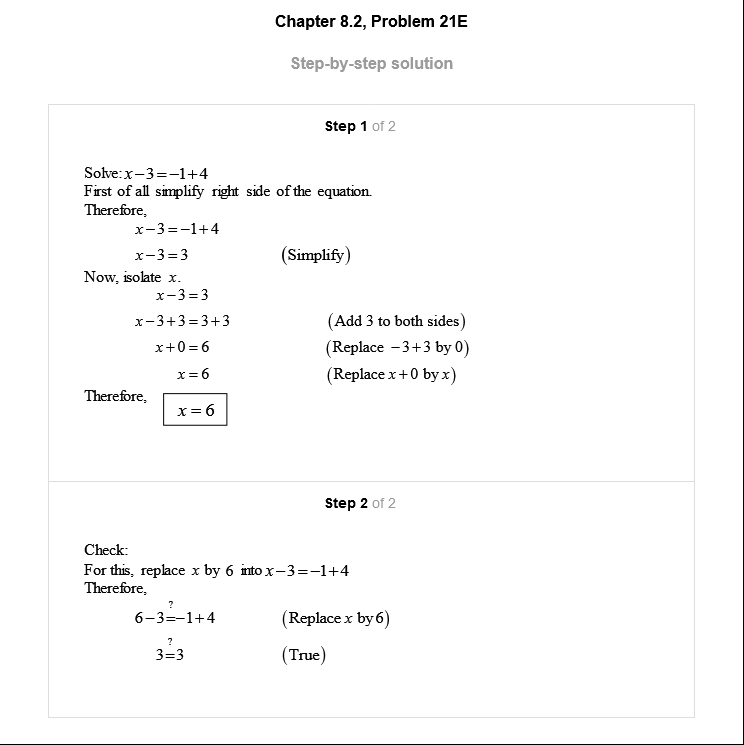 Chapter 8.2, Problem 21E
Step-by-step solution
Step 1 of 2
Solve: x−3=−1+4
First of all simplify right side of the equation.
Therefore,
x−3=−1+4
x−3=3 (Simplify)
Now, isolate x.
x−3=3
x−3+3=3+3 (Add 3 to both sides)
x+0=6 (Replace −3+3 by 0)
x=6 (Replace x+0 by x)
Therefore,
x=6
Step 2 of 2
Check:
For this, replace x by 6 into x−3=−1+4
Therefore,
?
6−3=−1+4 (Replace x by 6)
?
3=3 (True)